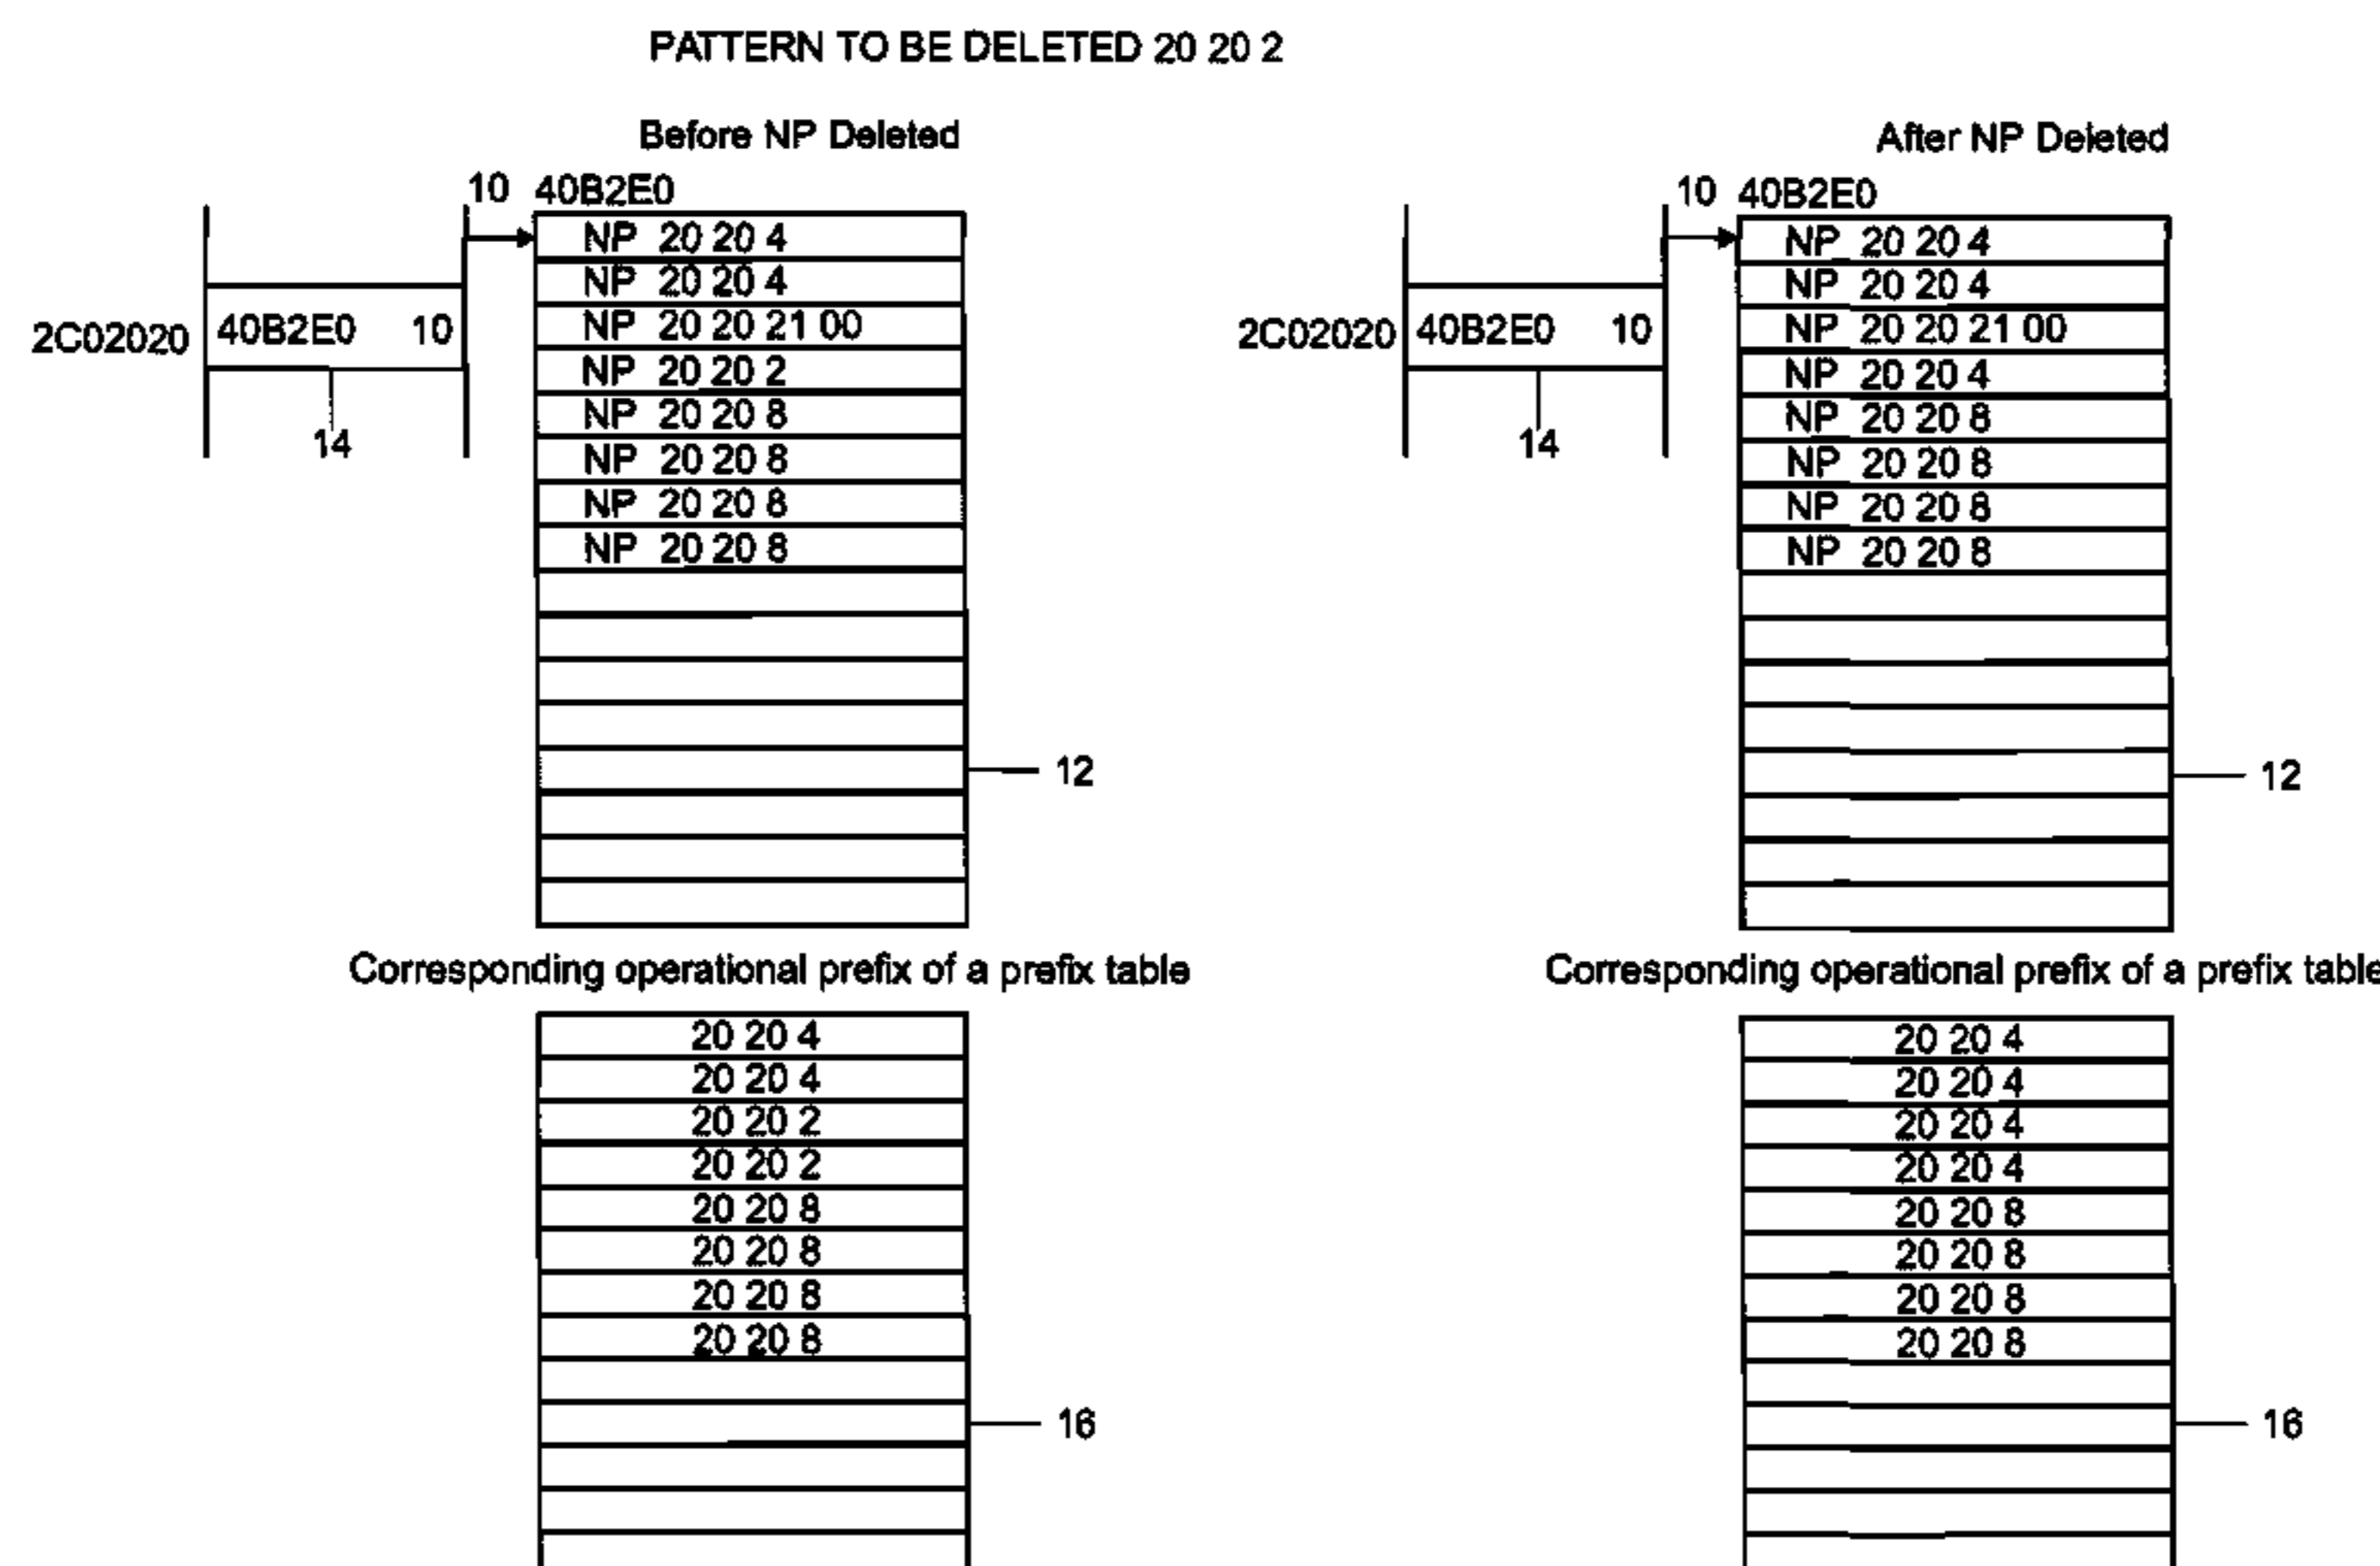 PATTERN TO BE DELETED 20 20 2
Before NP Deleted
10 40B2E0
NP 20 20 4
NP 20 20 4
2C02020 40B2E0 10 NP 20 20 21 00
NP 20 20 2
NP 20 20 8
14
NP 20 20 8
NP 20 20 8
NP 20 20 8
12
Corresponding operational prefix of a prefix table
20 20 4
20 20 4
20 20 2
20 20 2
20 20 8
20 20 8
20 20 8
20 20 8
16
After NP Deleted
10 40B2E0
NP 20 20 4
NP 20 20 4
2C02020 40B2E0 10 NP 20 20 21 00
NP 20 20 4
NP 20 20 8
14
NP 20 20 8
NP 20 20 8
NP 20 20 8
12
Corresponding operational prefix of a prefix table
20 20 4
20 20 4
20 20 4
20 20 4
20 20 8
20 20 8
20 20 8
20 20 8
16